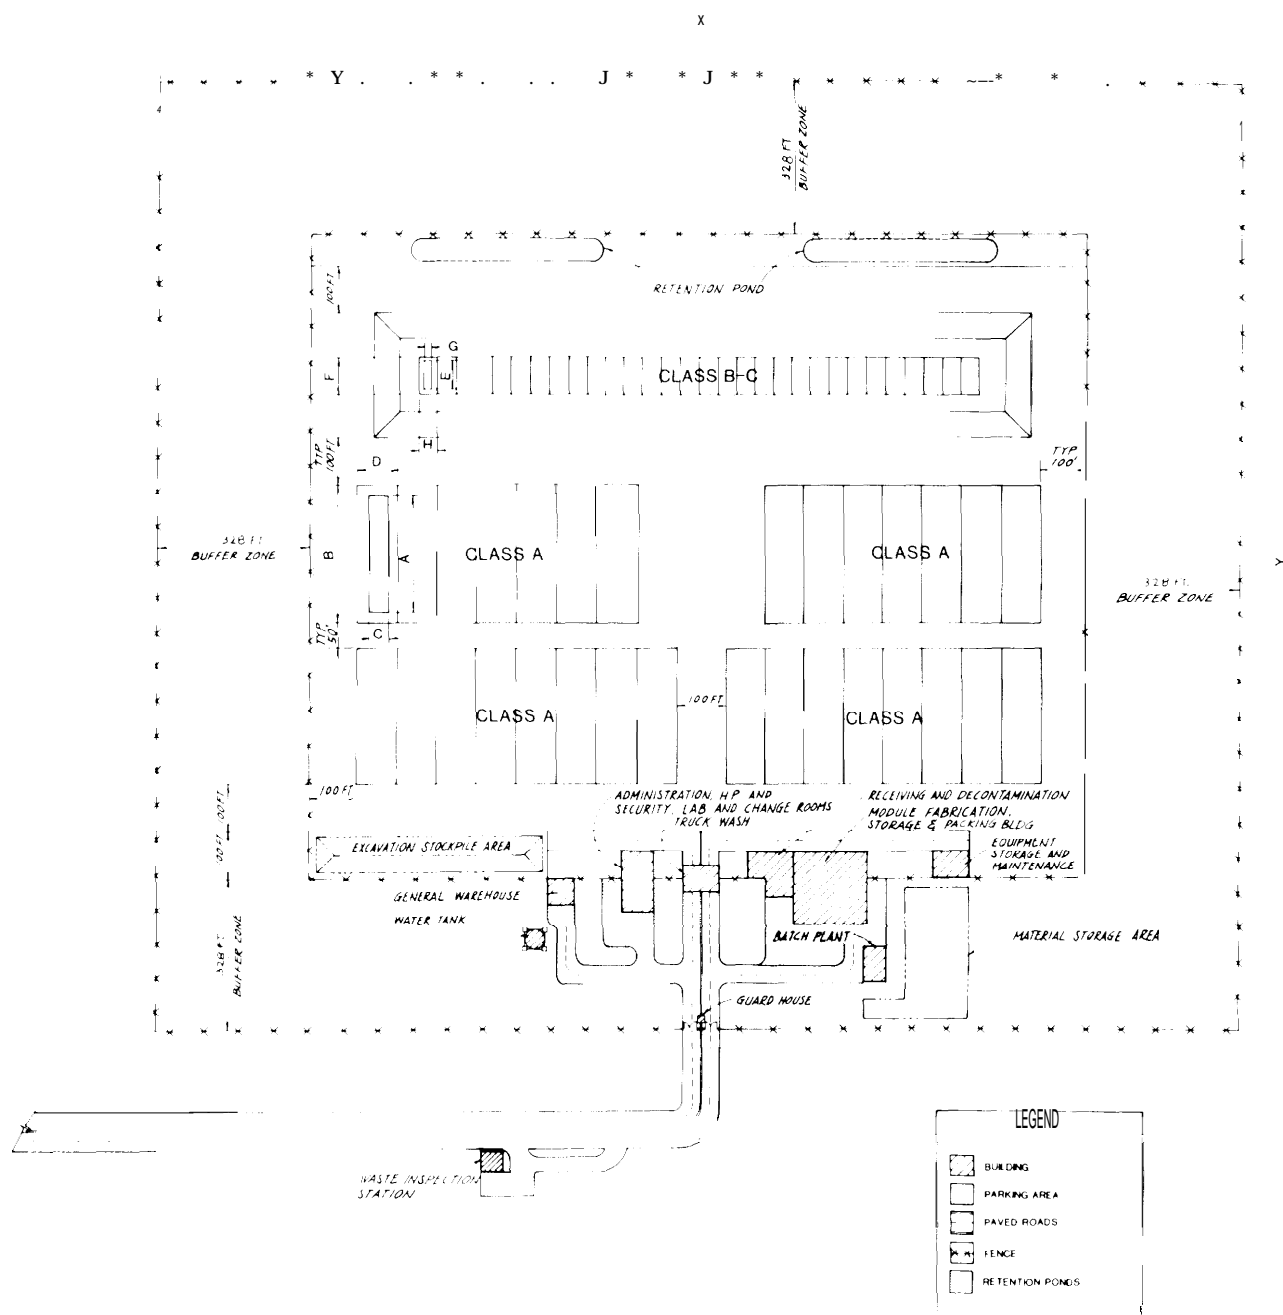 X
328 FT
BUFFER ZONE
RETENTION POND
100 FT
G
F
E
CLASS B-C
H
TYP
100 FT
D
TYP
100'
328 FT
BUFFER ZONE
B
A
CLASS A
CLASS A
Y
328 FT.
BUFFER ZONE
C
TYP
50'
CLASS A
100 FT
CLASS A
100 FT
100 FT
100 FT
ADMINISTRATION, H.P. AND
SECURITY, LAB AND CHANGE ROOMS
TRUCK WASH
RECEIVING AND DECONTAMINATION
MODULE FABRICATION,
STORAGE & PACKING BLDG
EXCAVATION STOCKPILE AREA
EQUIPMENT
STORAGE AND
MAINTENANCE
GENERAL WAREHOUSE
WATER TANK
328 FT
BUFFER ZONE
BATCH PLANT
MATERIAL STORAGE AREA
GUARD HOUSE
WASTE INSPECTION
STATION
LEGEND
BUILDING
PARKING AREA
PAVED ROADS
FENCE
RETENTION PONDS